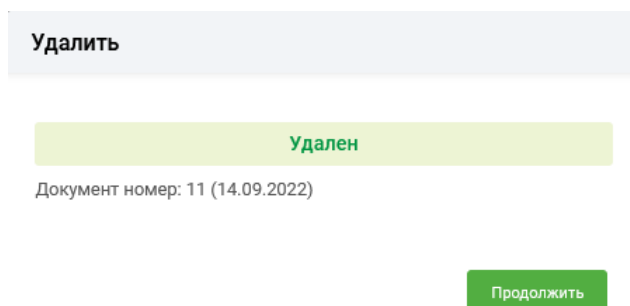 Удалить
Удален
Документ номер: 11 (14.09.2022)
Продолжить